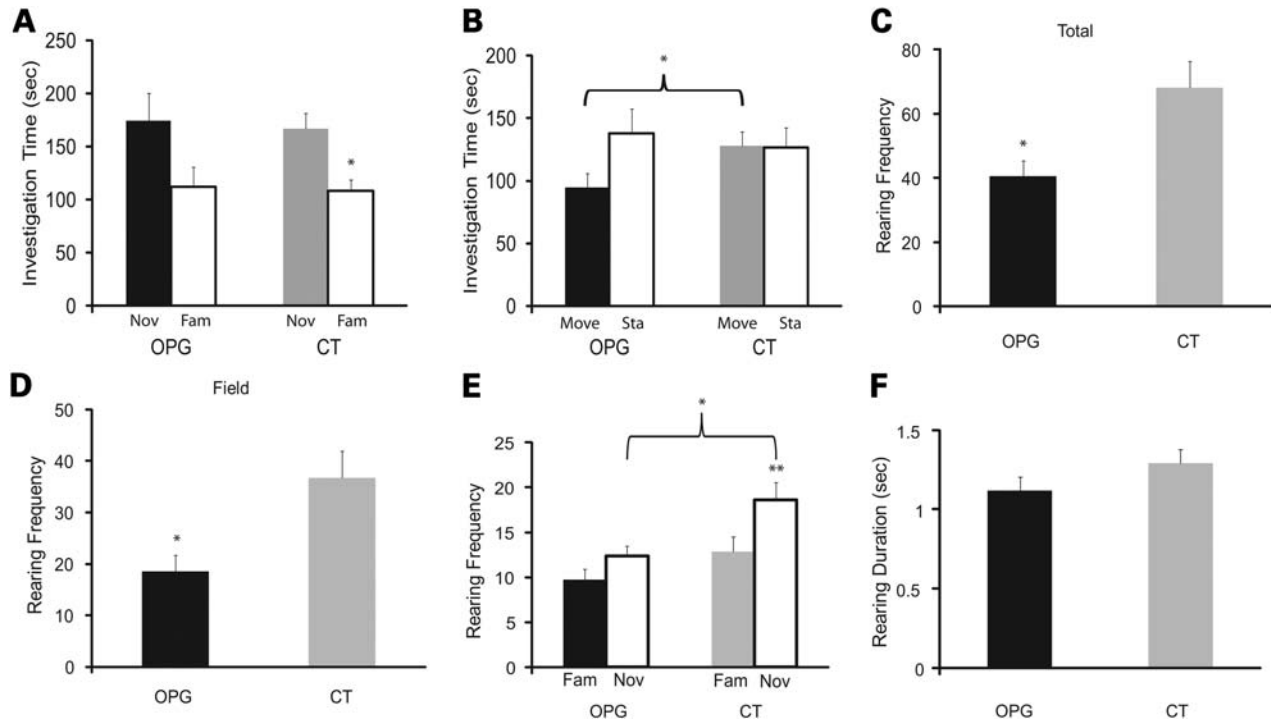 A
Investigation Time (sec)
250
200
150
100
50
0
*
Nov Fam Nov Fam
OPG CT
B
Investigation Time (sec)
200
150
100
50
0
*
Move Sta Move Sta
OPG CT
C
Total
Rearing Frequency
80
60
40
20
0
*
OPG CT
D
Field
Rearing Frequency
50
40
30
20
10
0
*
OPG CT
E
Rearing Frequency
25
20
15
10
5
0
*
**
Fam Nov Fam Nov
OPG CT
F
Rearing Duration (sec)
1.5
1
0.5
0
OPG CT